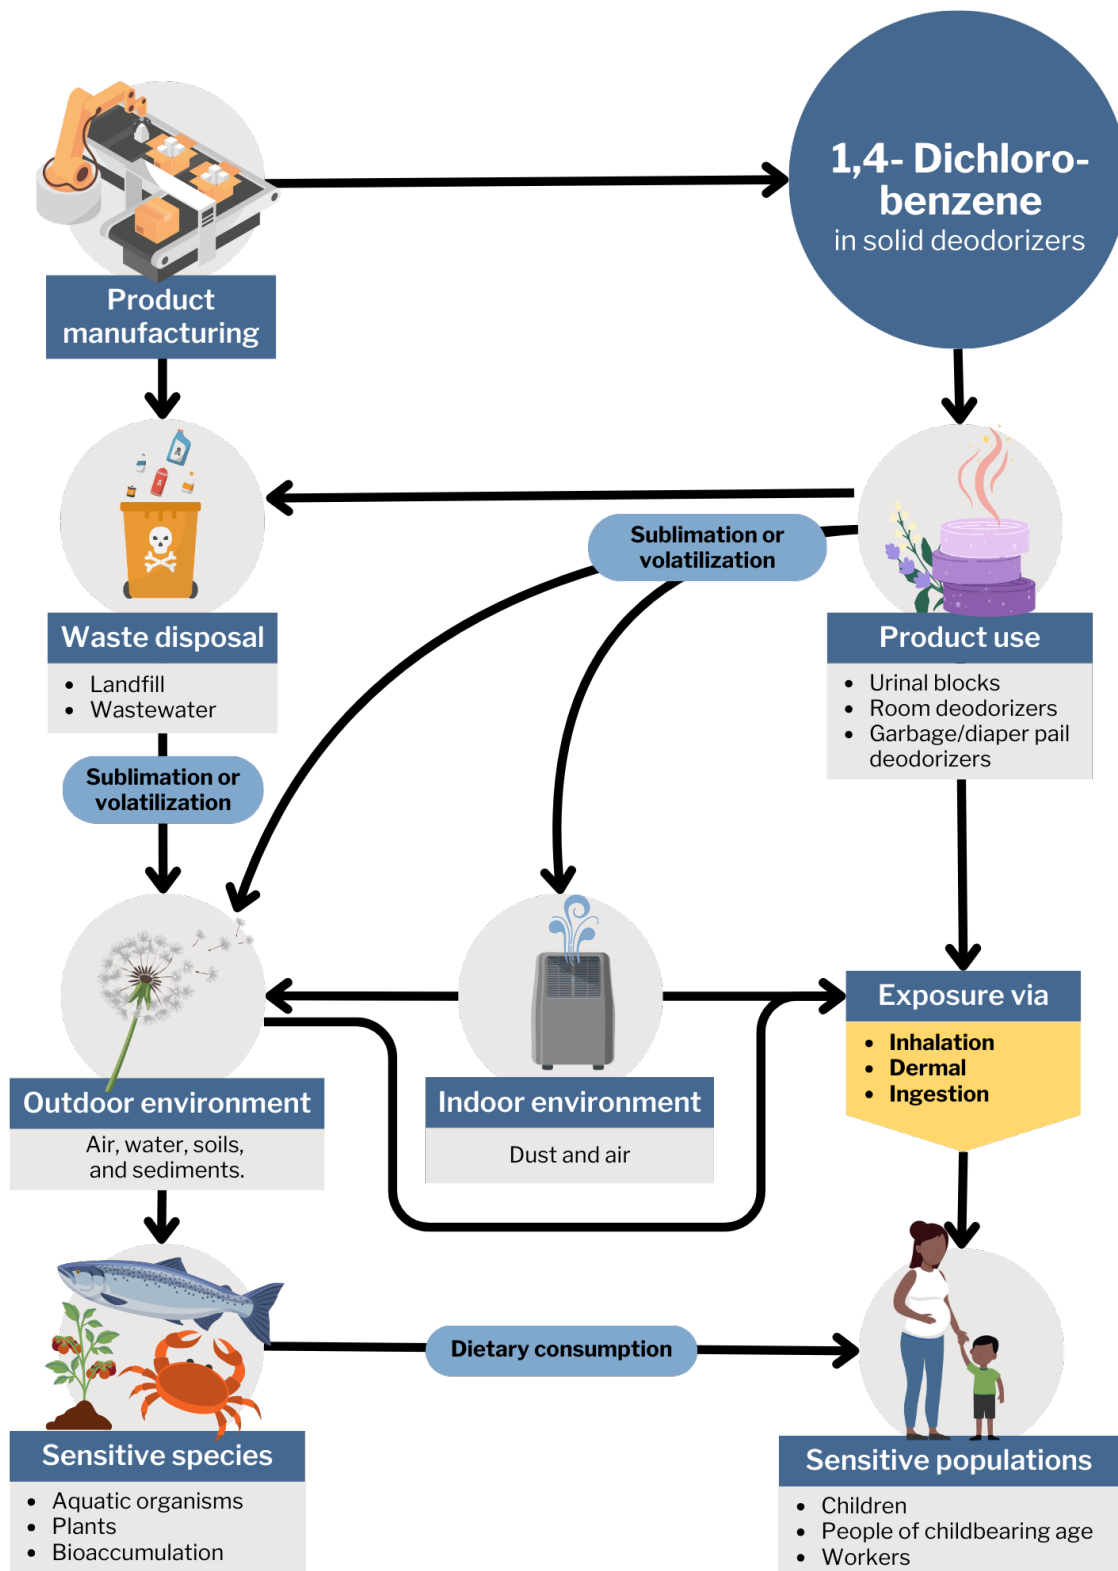 1,4- Dichloro-
benzene
in solid deodorizers
Product
manufacturing
Sublimation or
volatilization
Waste disposal
• Landfill
• Wastewater
Product use
• Urinal blocks
• Room deodorizers
• Garbage/diaper pail
deodorizers
Sublimation or
volatilization
Exposure via
• Inhalation
• Dermal
• Ingestion
Outdoor environment
Air, water, soils,
and sediments.
Indoor environment
Dust and air
Dietary consumption
Sensitive species
• Aquatic organisms
• Plants
• Bioaccumulation
Sensitive populations
• Children
• People of childbearing age
• Workers